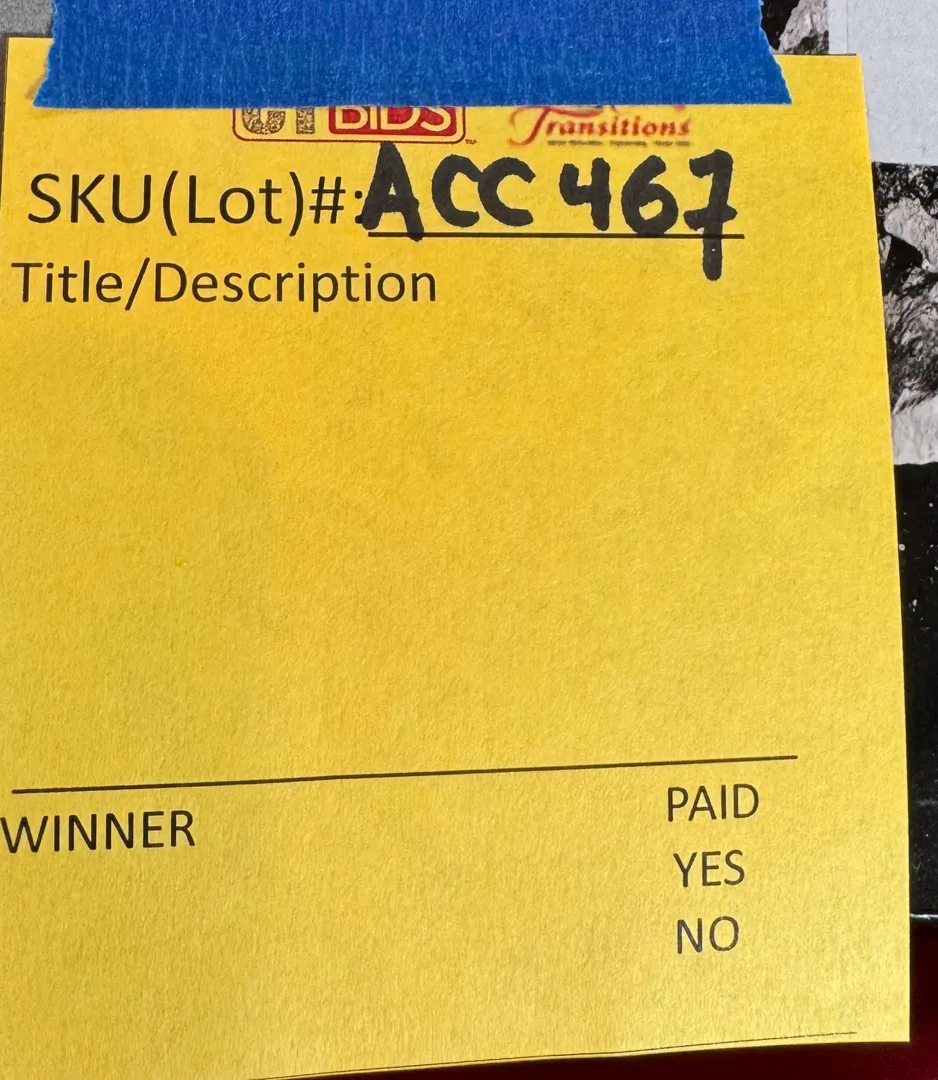 BIDS
Transitions
SKU(Lot)#: ACC 467
Title/Description
WINNER
PAID
YES
NO